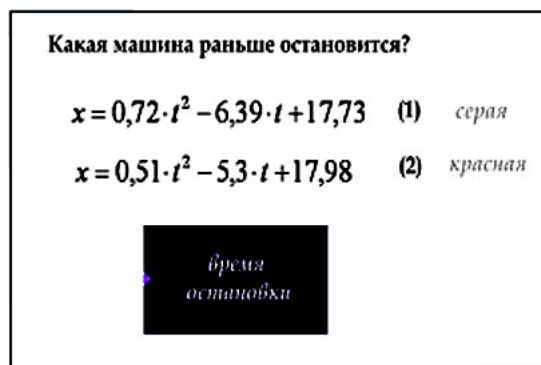 Какая машина раньше остановится?
x = 0,72·t² − 6,39·t + 17,73 (1) серая
x = 0,51·t² − 5,3·t + 17,98 (2) красная
время
остановки